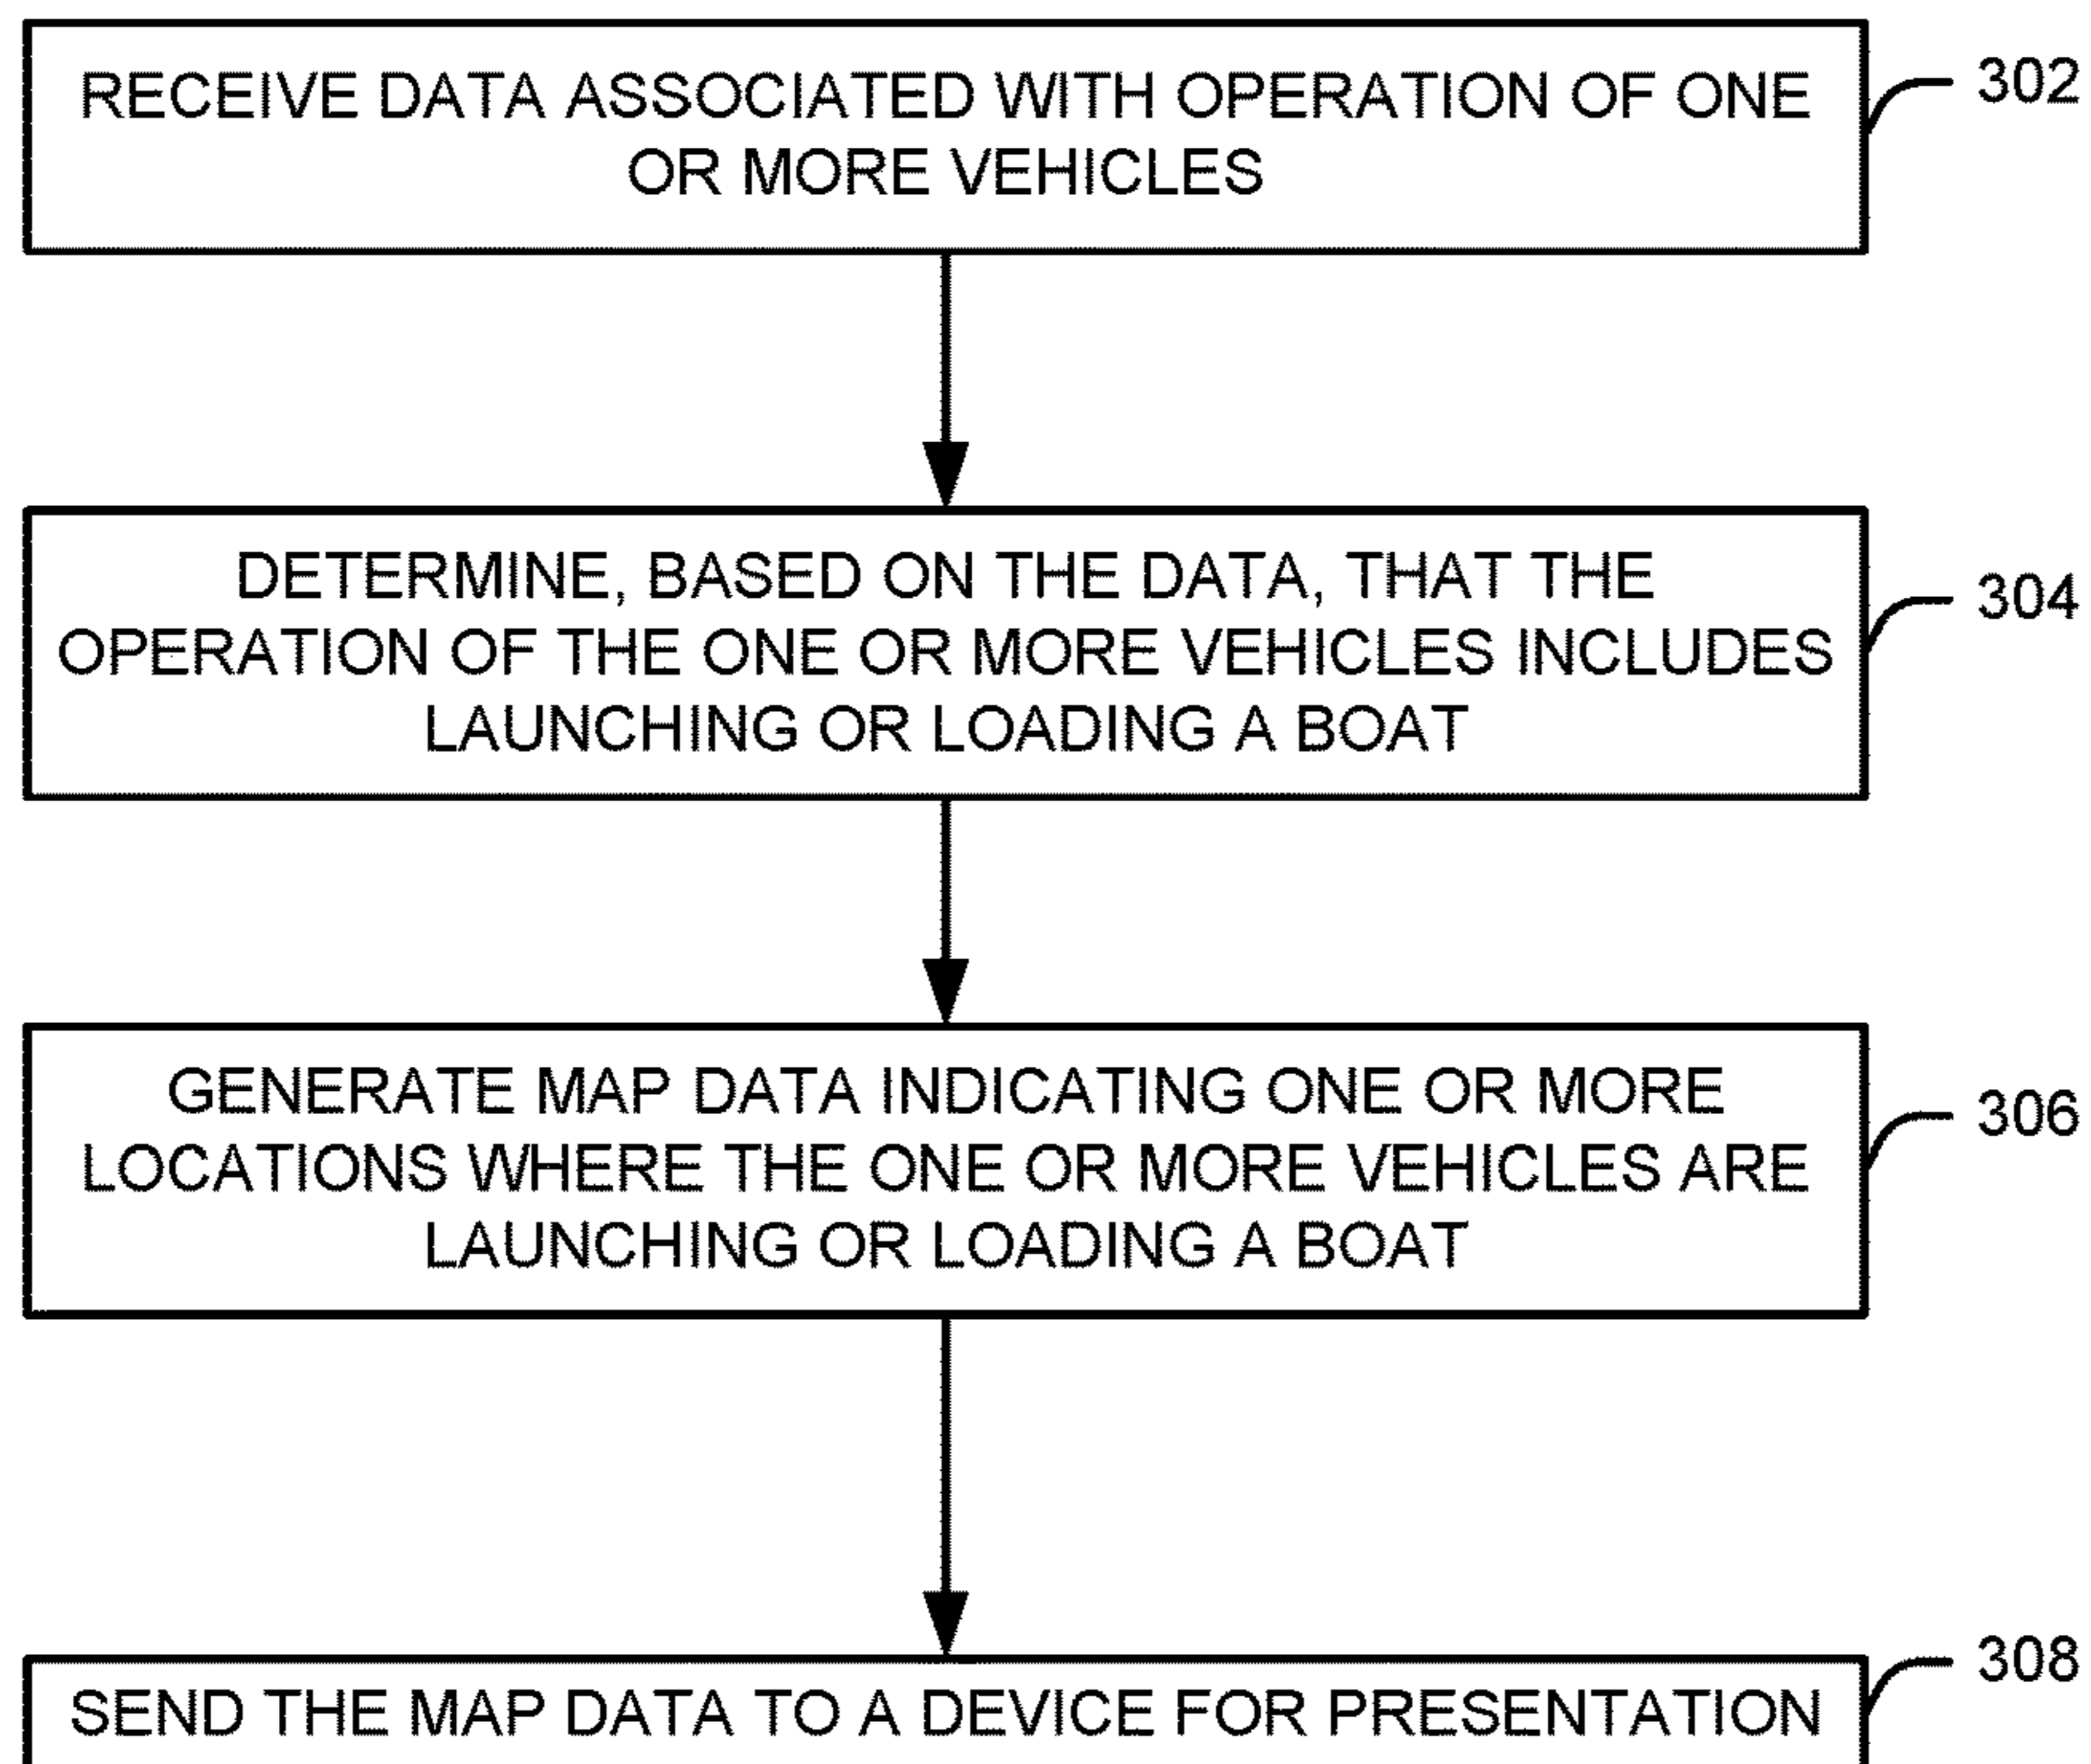 RECEIVE DATA ASSOCIATED WITH OPERATION OF ONE
OR MORE VEHICLES
302
DETERMINE, BASED ON THE DATA, THAT THE
OPERATION OF THE ONE OR MORE VEHICLES INCLUDES
LAUNCHING OR LOADING A BOAT
304
GENERATE MAP DATA INDICATING ONE OR MORE
LOCATIONS WHERE THE ONE OR MORE VEHICLES ARE
LAUNCHING OR LOADING A BOAT
306
SEND THE MAP DATA TO A DEVICE FOR PRESENTATION
308